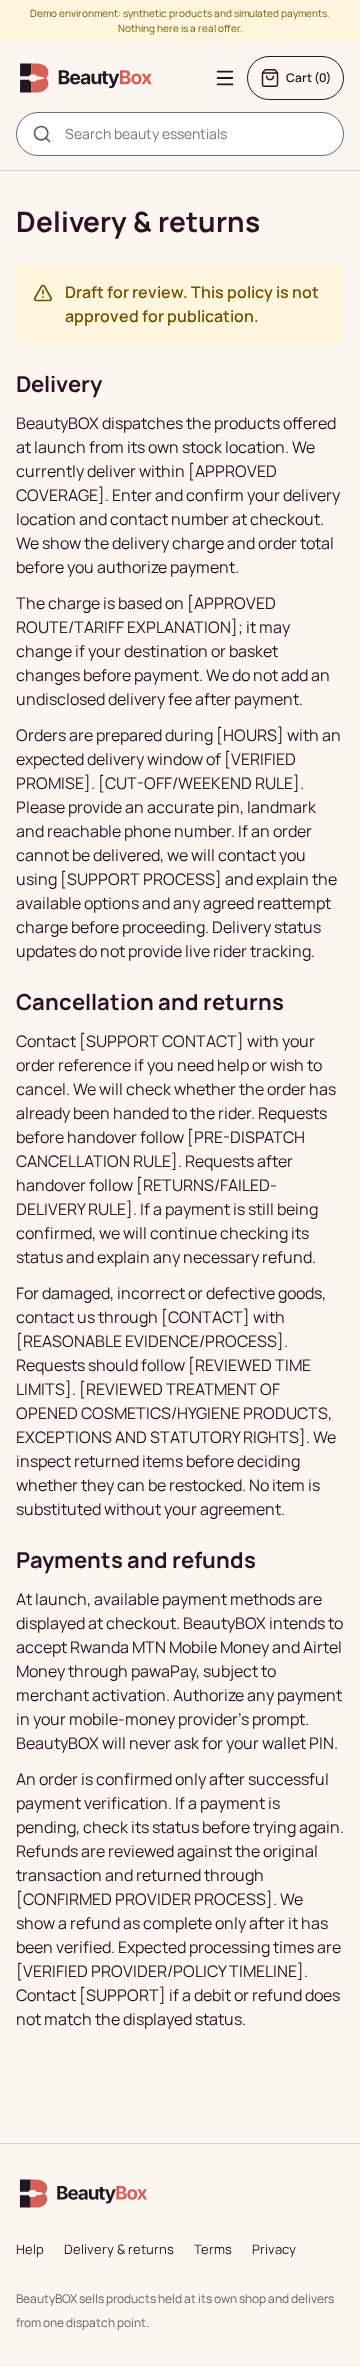 Demo environment: synthetic products and simulated payments.
Nothing here is a real offer.
BeautyBox
Cart (0)
Search beauty essentials
Delivery & returns
Draft for review. This policy is not
approved for publication.
Delivery
BeautyBOX dispatches the products offered
at launch from its own stock location. We
currently deliver within [APPROVED
COVERAGE]. Enter and confirm your delivery
location and contact number at checkout.
We show the delivery charge and order total
before you authorize payment.
The charge is based on [APPROVED
ROUTE/TARIFF EXPLANATION]; it may
change if your destination or basket
changes before payment. We do not add an
undisclosed delivery fee after payment.
Orders are prepared during [HOURS] with an
expected delivery window of [VERIFIED
PROMISE]. [CUT-OFF/WEEKEND RULE].
Please provide an accurate pin, landmark
and reachable phone number. If an order
cannot be delivered, we will contact you
using [SUPPORT PROCESS] and explain the
available options and any agreed reattempt
charge before proceeding. Delivery status
updates do not provide live rider tracking.
Cancellation and returns
Contact [SUPPORT CONTACT] with your
order reference if you need help or wish to
cancel. We will check whether the order has
already been handed to the rider. Requests
before handover follow [PRE-DISPATCH
CANCELLATION RULE]. Requests after
handover follow [RETURNS/FAILED-
DELIVERY RULE]. If a payment is still being
confirmed, we will continue checking its
status and explain any necessary refund.
For damaged, incorrect or defective goods,
contact us through [CONTACT] with
[REASONABLE EVIDENCE/PROCESS].
Requests should follow [REVIEWED TIME
LIMITS]. [REVIEWED TREATMENT OF
OPENED COSMETICS/HYGIENE PRODUCTS,
EXCEPTIONS AND STATUTORY RIGHTS]. We
inspect returned items before deciding
whether they can be restocked. No item is
substituted without your agreement.
Payments and refunds
At launch, available payment methods are
displayed at checkout. BeautyBOX intends to
accept Rwanda MTN Mobile Money and Airtel
Money through pawaPay, subject to
merchant activation. Authorize any payment
in your mobile-money provider's prompt.
BeautyBOX will never ask for your wallet PIN.
An order is confirmed only after successful
payment verification. If a payment is
pending, check its status before trying again.
Refunds are reviewed against the original
transaction and returned through
[CONFIRMED PROVIDER PROCESS]. We
show a refund as complete only after it has
been verified. Expected processing times are
[VERIFIED PROVIDER/POLICY TIMELINE].
Contact [SUPPORT] if a debit or refund does
not match the displayed status.
BeautyBox
Help Delivery & returns Terms Privacy
BeautyBOX sells products held at its own shop and delivers
from one dispatch point.